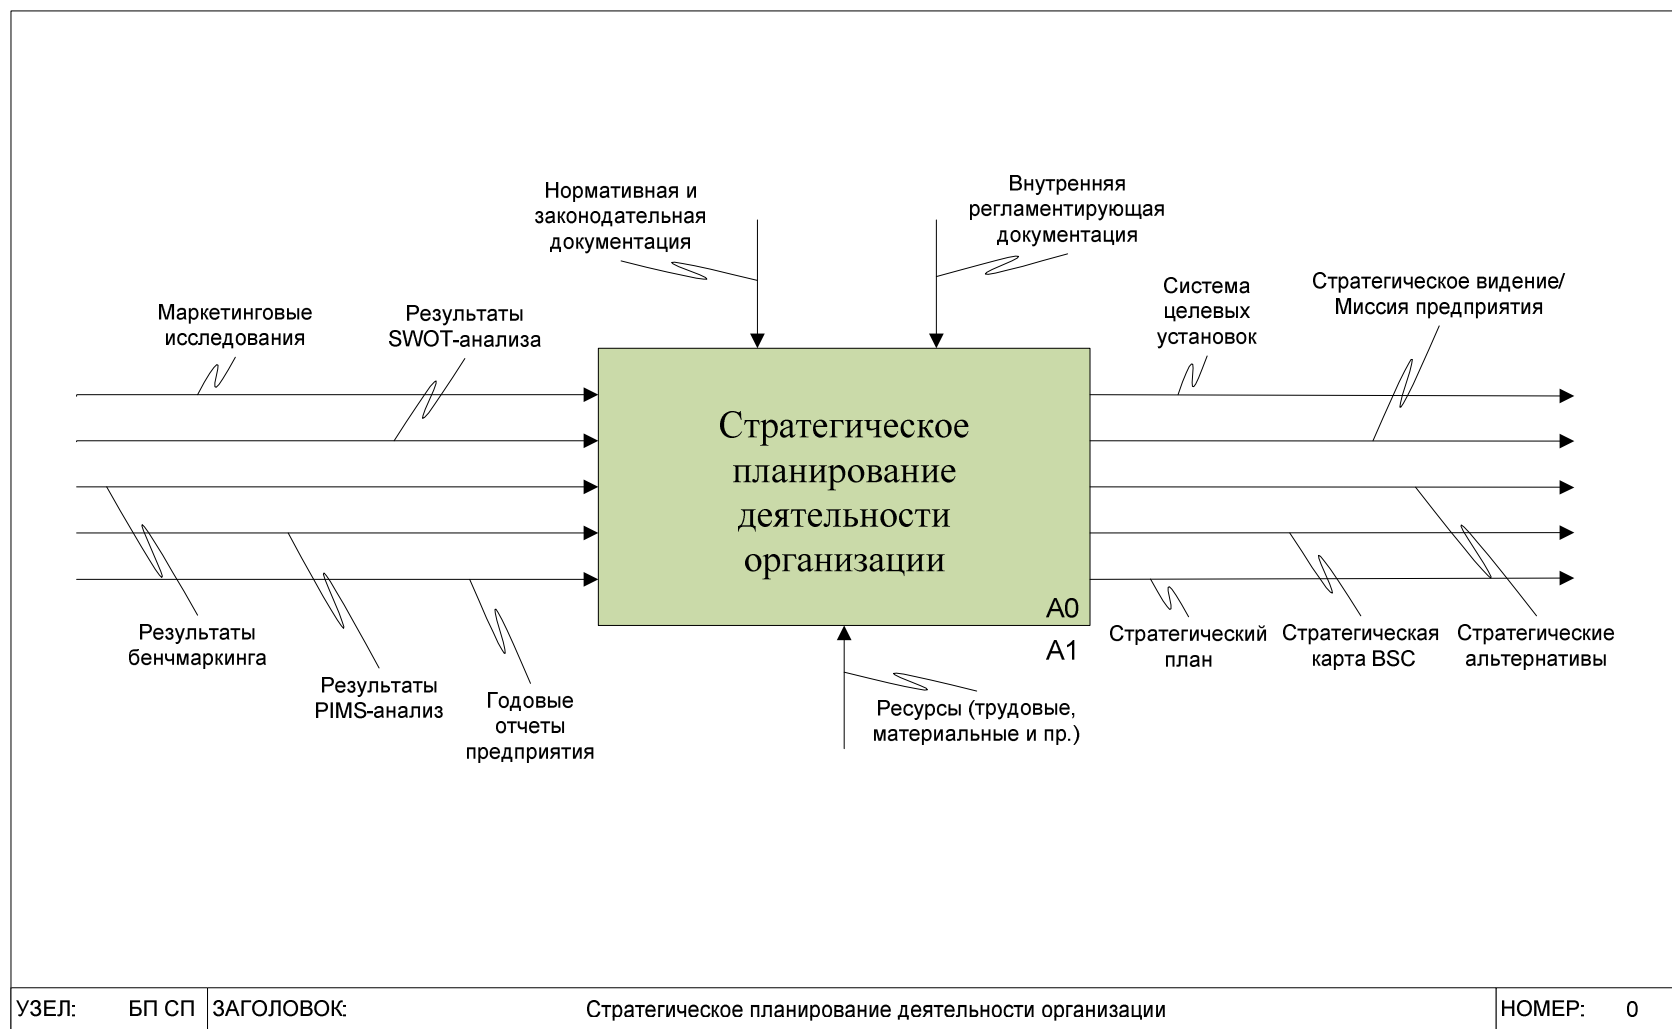 Нормативная и
законодательная
документация
Внутренняя
регламентирующая
документация
Маркетинговые
исследования
Результаты
SWOT-анализа
Система
целевых
установок
Стратегическое видение/
Миссия предприятия
Стратегическое
планирование
деятельности
организации
A0
A1
Результаты
бенчмаркинга
Результаты
PIMS-анализ
Годовые
отчеты
предприятия
Ресурсы (трудовые,
материальные и пр.)
Стратегический
план
Стратегическая
карта BSC
Стратегические
альтернативы
УЗЕЛ: БП СП ЗАГОЛОВОК: Стратегическое планирование деятельности организации НОМЕР: 0